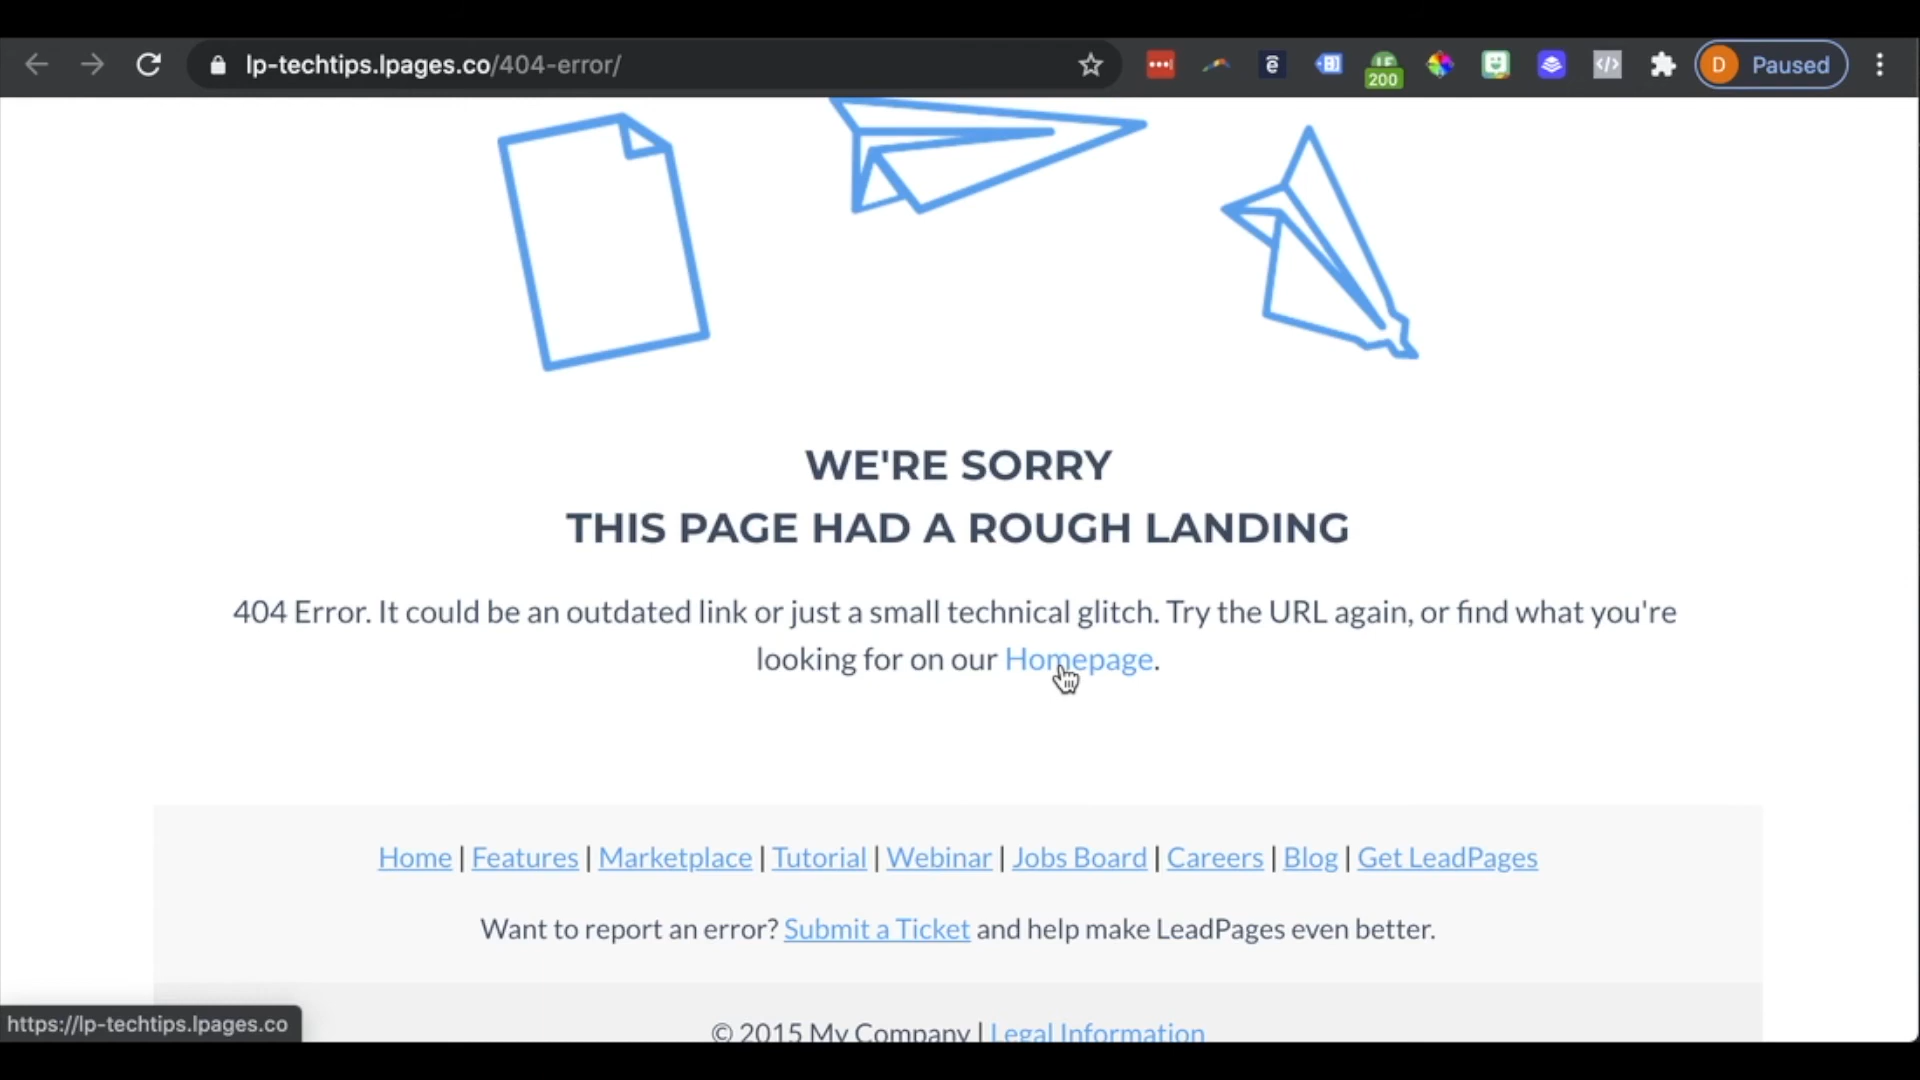 lp-techtips.lpages.co/404-error/
200
D Paused
WE'RE SORRY
THIS PAGE HAD A ROUGH LANDING
404 Error. It could be an outdated link or just a small technical glitch. Try the URL again, or find what you're
looking for on our Homepage.
Home | Features | Marketplace | Tutorial | Webinar | Jobs Board | Careers | Blog | Get LeadPages
Want to report an error? Submit a Ticket and help make LeadPages even better.
https://lp-techtips.lpages.co
© 2015 My Company | Legal Information